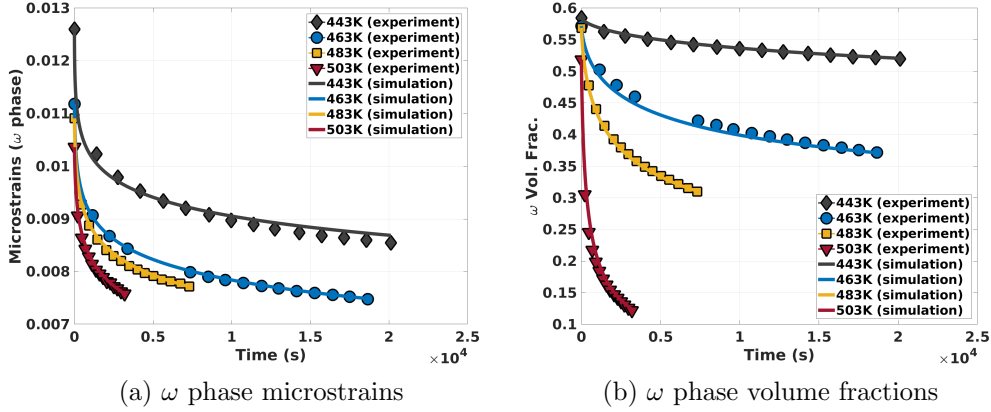 0.013
0.012
0.011
0.01
0.009
0.008
0.007
Microstrains (ω phase)
0
0.5
1
1.5
2
2.5
Time (s)
×10⁴
443K (experiment)
463K (experiment)
483K (experiment)
503K (experiment)
443K (simulation)
463K (simulation)
483K (simulation)
503K (simulation)
(a) ω phase microstrains
0.6
0.55
0.5
0.45
0.4
0.35
0.3
0.25
0.2
0.15
0.1
ω Vol. Frac.
0
0.5
1
1.5
2
2.5
Time (s)
×10⁴
443K (experiment)
463K (experiment)
483K (experiment)
503K (experiment)
443K (simulation)
463K (simulation)
483K (simulation)
503K (simulation)
(b) ω phase volume fractions